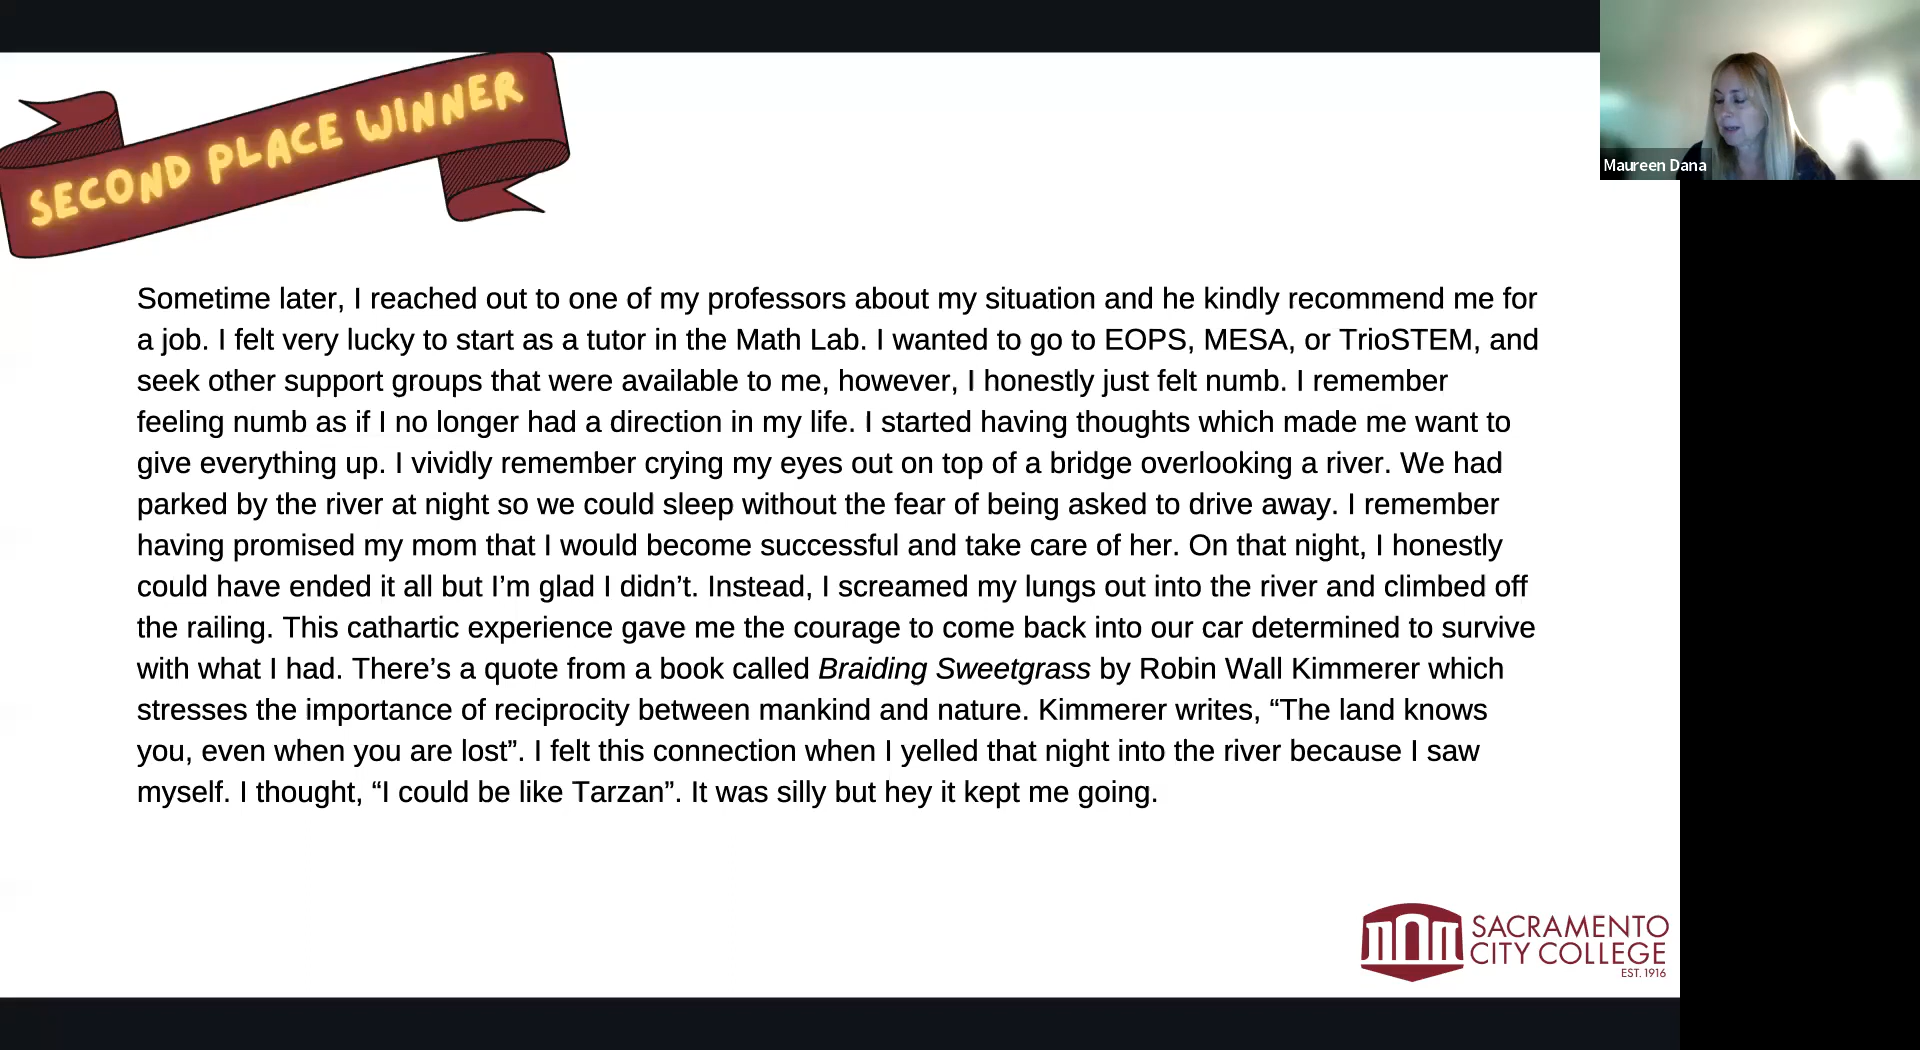 SECOND PLACE WINNER
Maureen Dana
Sometime later, I reached out to one of my professors about my situation and he kindly recommend me for
a job. I felt very lucky to start as a tutor in the Math Lab. I wanted to go to EOPS, MESA, or TrioSTEM, and
seek other support groups that were available to me, however, I honestly just felt numb. I remember
feeling numb as if I no longer had a direction in my life. I started having thoughts which made me want to
give everything up. I vividly remember crying my eyes out on top of a bridge overlooking a river. We had
parked by the river at night so we could sleep without the fear of being asked to drive away. I remember
having promised my mom that I would become successful and take care of her. On that night, I honestly
could have ended it all but I’m glad I didn’t. Instead, I screamed my lungs out into the river and climbed off
the railing. This cathartic experience gave me the courage to come back into our car determined to survive
with what I had. There’s a quote from a book called Braiding Sweetgrass by Robin Wall Kimmerer which
stresses the importance of reciprocity between mankind and nature. Kimmerer writes, “The land knows
you, even when you are lost”. I felt this connection when I yelled that night into the river because I saw
myself. I thought, “I could be like Tarzan”. It was silly but hey it kept me going.
SACRAMENTO
CITY COLLEGE
EST. 1916